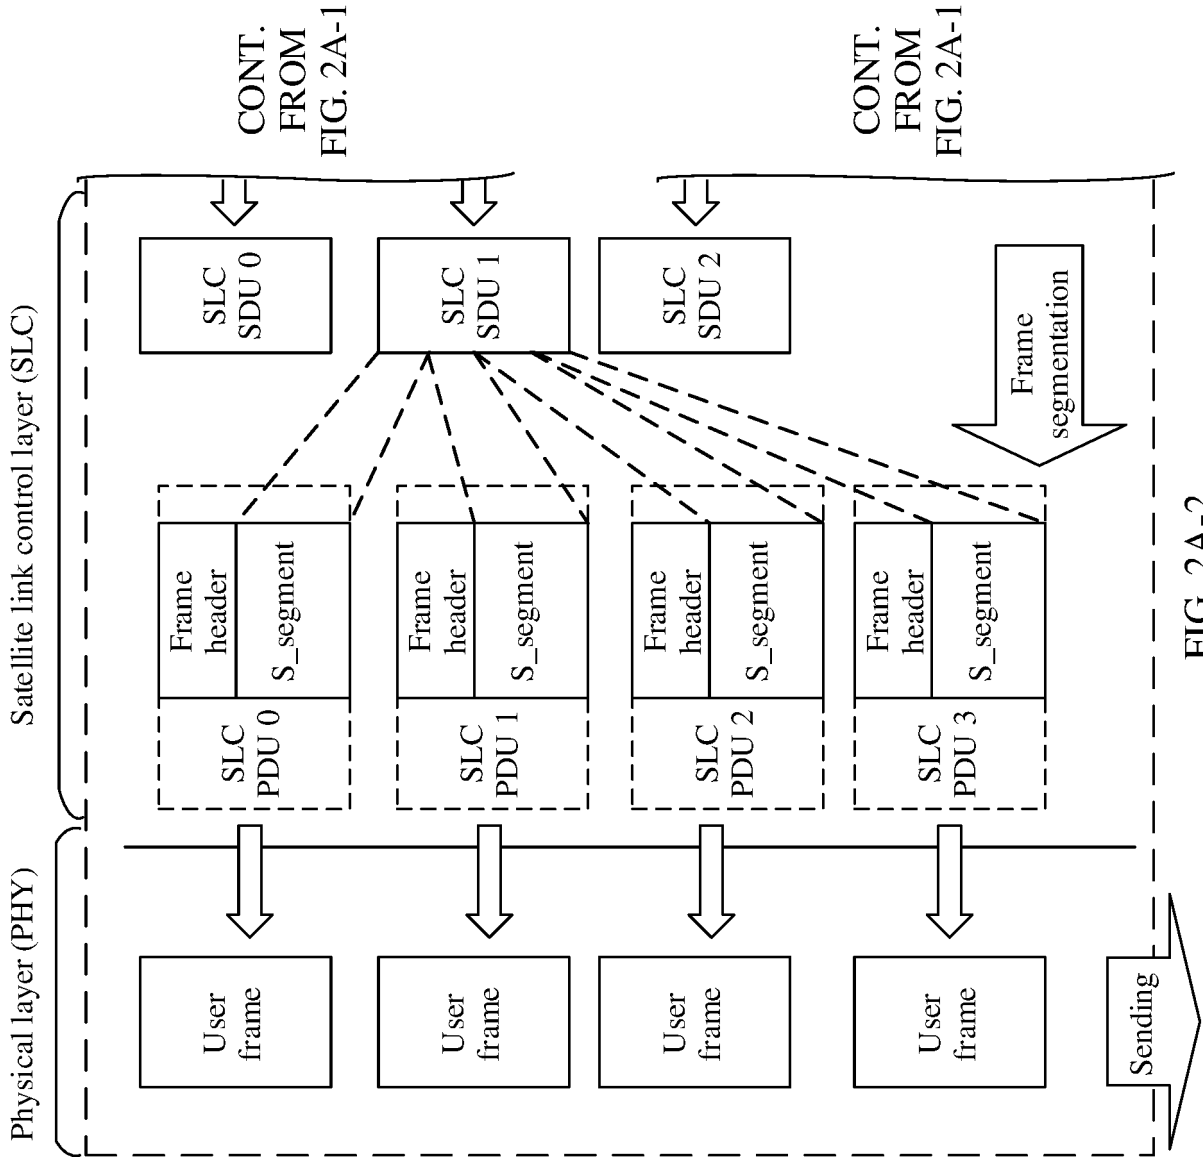 Physical layer (PHY)
Satellite link control layer (SLC)
User
frame
SLC
PDU 0
Frame
header
S_segment
SLC
SDU 0
CONT.
FROM
FIG. 2A-1
User
frame
SLC
PDU 1
Frame
header
S_segment
SLC
SDU 1
User
frame
SLC
PDU 2
Frame
header
S_segment
SLC
SDU 2
CONT.
FROM
FIG. 2A-1
User
frame
SLC
PDU 3
Frame
header
S_segment
Frame
segmentation
Sending
FIG. 2A-2